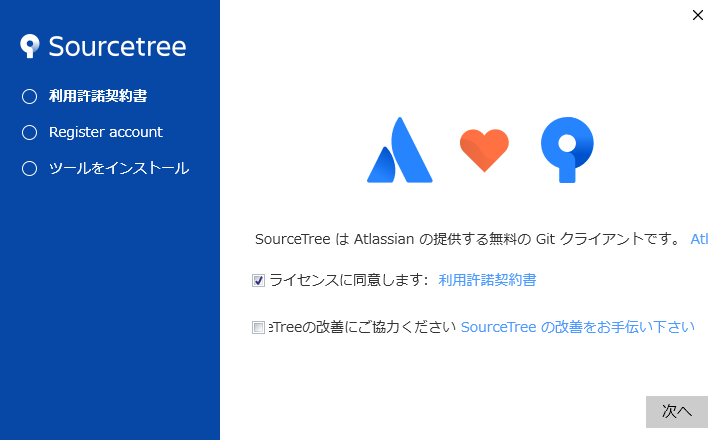 Sourcetree
利用許諾契約書
Register account
ツールをインストール
SourceTree は Atlassian の提供する無料の Git クライアントです。 Atl
ライセンスに同意します: 利用許諾契約書
eTreeの改善にご協力ください SourceTree の改善をお手伝い下さい
次へ